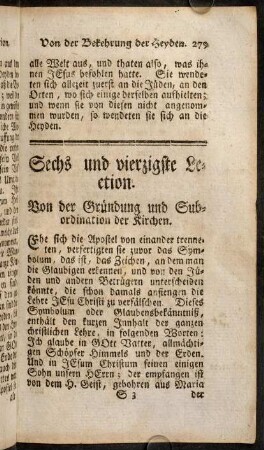 Von der Bekehrung der Heyden. 279
alle Welt aus, und thaten also, was ih-
nen JEsus befohlen hatte. Sie wende-
ten sich allezeit zuerst an die Jüden, an den
Orten, wo sich einige derselben aufhielten;
und wenn sie von diesen nicht angenom-
men wurden, so wendeten sie sich an die
Heyden.
Sechs und vierzigste Le-
ction.
Von der Gründung und Sub-
ordination der Kirchen.
Ehe sich die Apostel von einander trenne-
ten, verfertigten sie zuvor das Sym-
bolum, das ist, das Zeichen, an dem man
die Glaubigen erkennen, und von den Jü-
den und andern Betrügern unterscheiden
könnte, die schon damals anfiengen die
Lehre JEsu Christi zu verfälschen. Dieses
Symbolum oder Glaubensbekänntniß,
enthält den kurzen Innhalt der ganzen
christlichen Lehre, in folgenden Worten:
Ich glaube in GOtt Vatter, allmächti-
gen Schöpfer Himmels und der Erden.
Und in JEsum Christum seinen einigen
Sohn unsern HErrn; der empfangen ist
von dem H. Geist, gebohren aus Maria
S 3 der